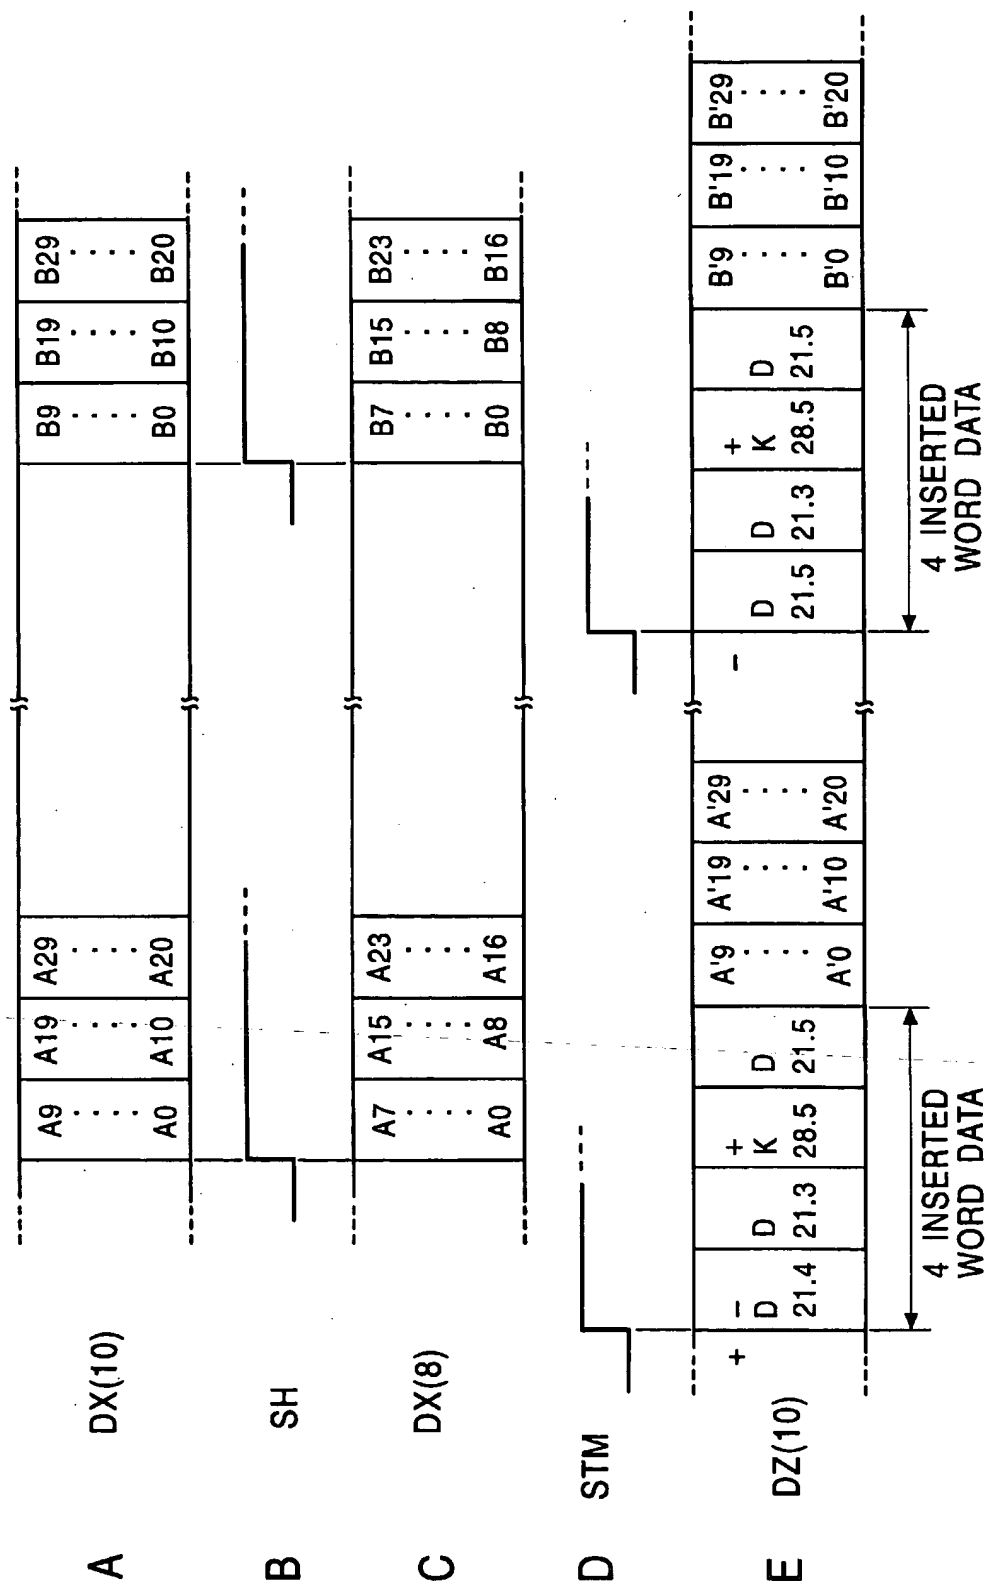 A
DX(10)
A9 A19 A29 B9 B19 B29
A0 A10 A20 B0 B10 B20
B
SH
C
DX(8)
A7 A15 A23 B7 B15 B23
A0 A8 A16 B0 B8 B16
D
STM
E
DZ(10)
+ − + − +
D D K D A'9 A'19 A'29 D D K D B'9 B'19 B'29
21.4 21.3 28.5 21.5 A'0 A'10 A'20 21.5 21.3 28.5 21.5 B'0 B'10 B'20
4 INSERTED
WORD DATA
4 INSERTED
WORD DATA